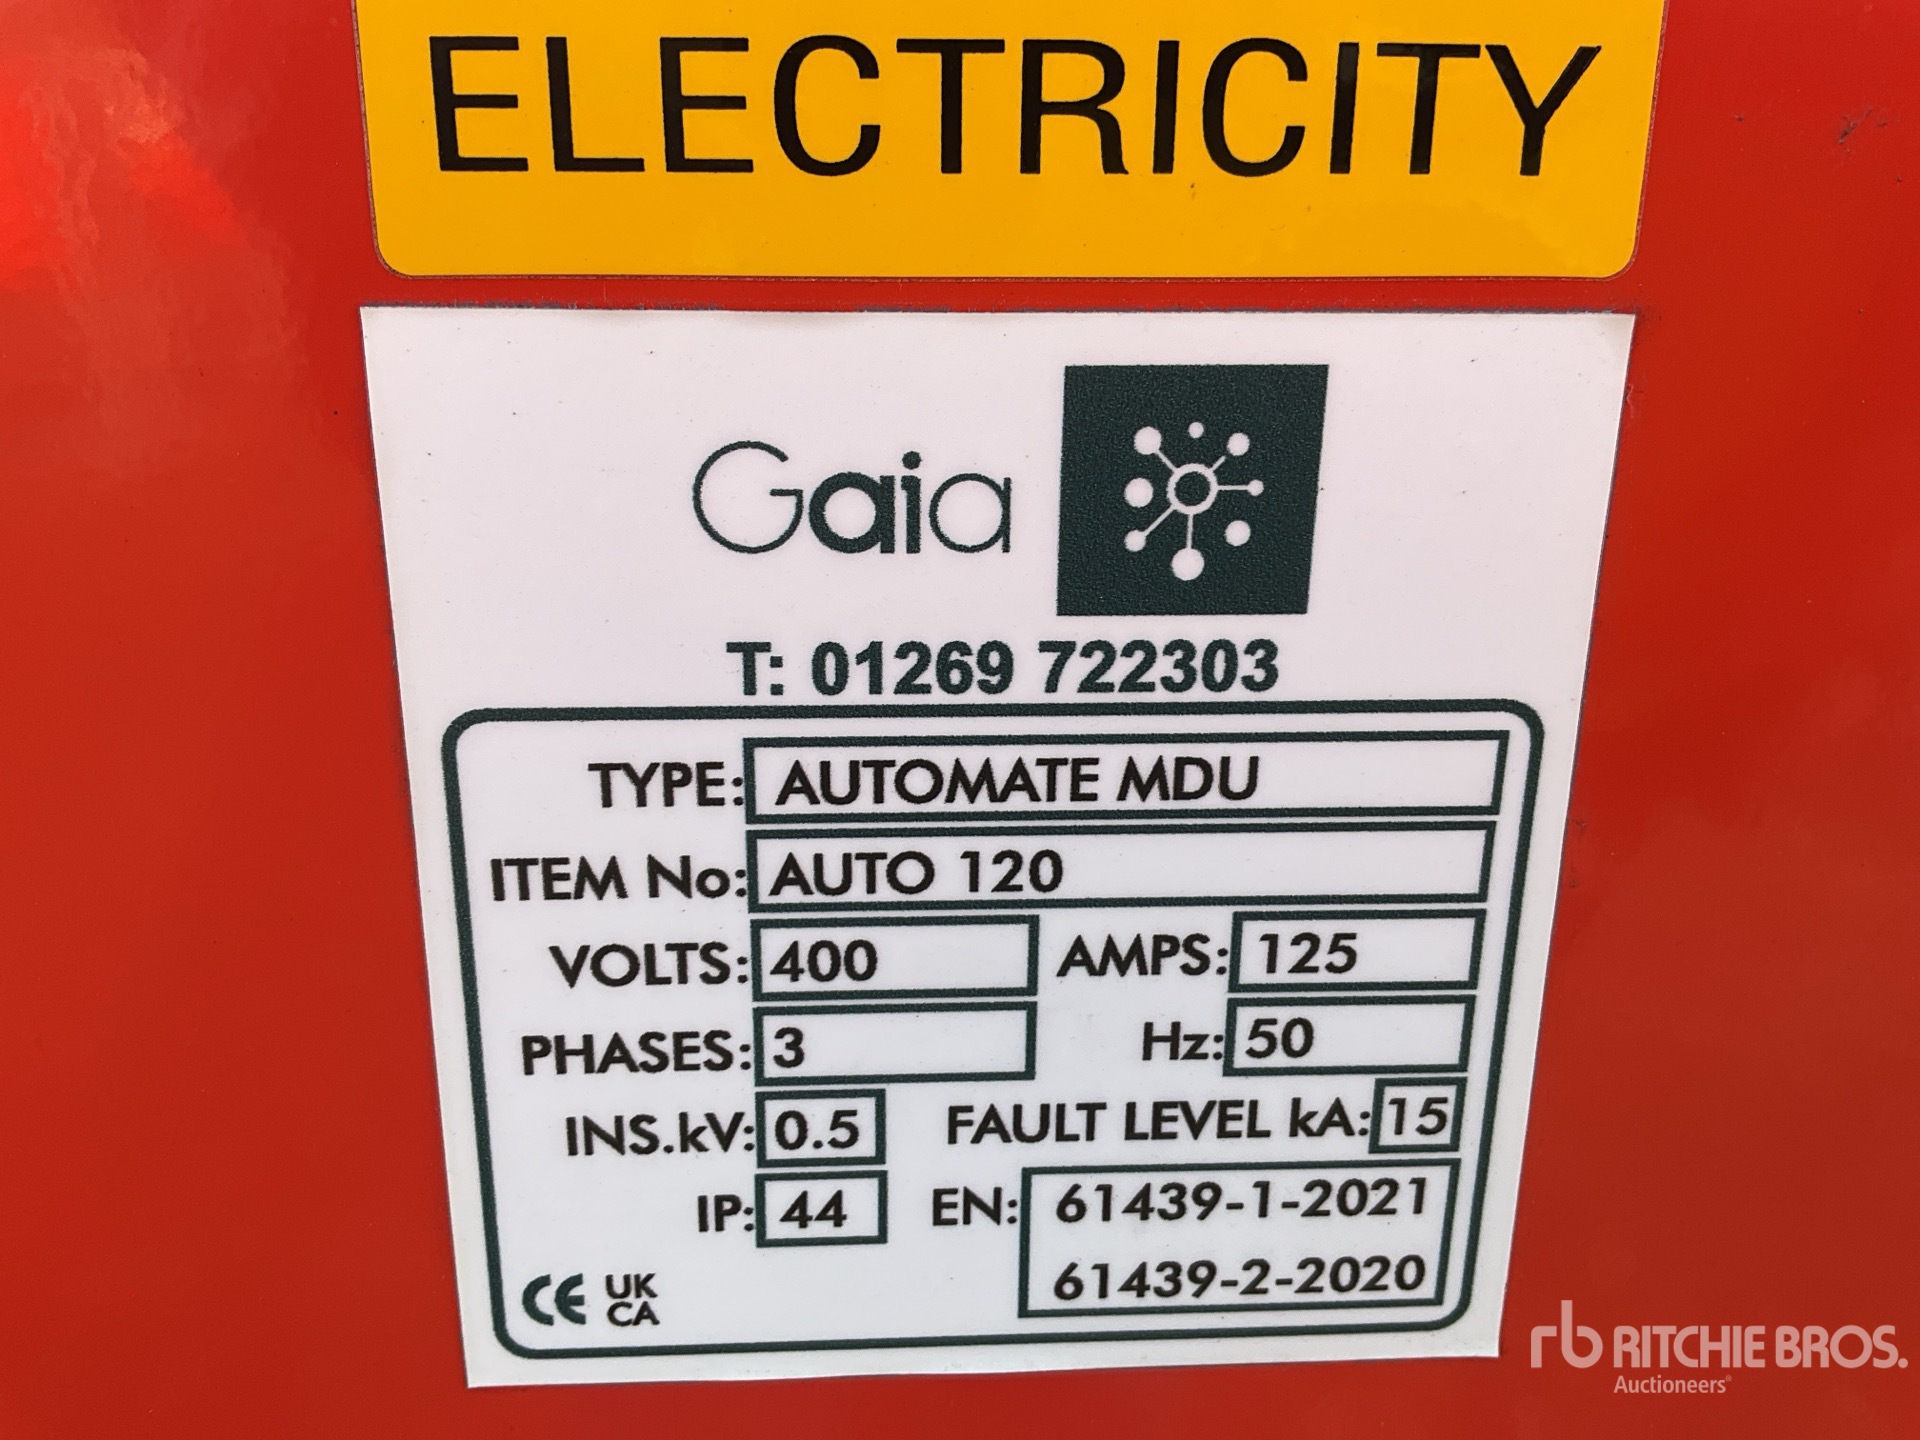 ELECTRICITY
Gaia
T: 01269 722303
TYPE: AUTOMATE MDU
ITEM No: AUTO 120
VOLTS: 400 AMPS: 125
PHASES: 3 Hz: 50
INS.kV: 0.5 FAULT LEVEL kA: 15
IP: 44 EN: 61439-1-2021
61439-2-2020
CE UK
CA
rb RITCHIE BROS.
Auctioneers